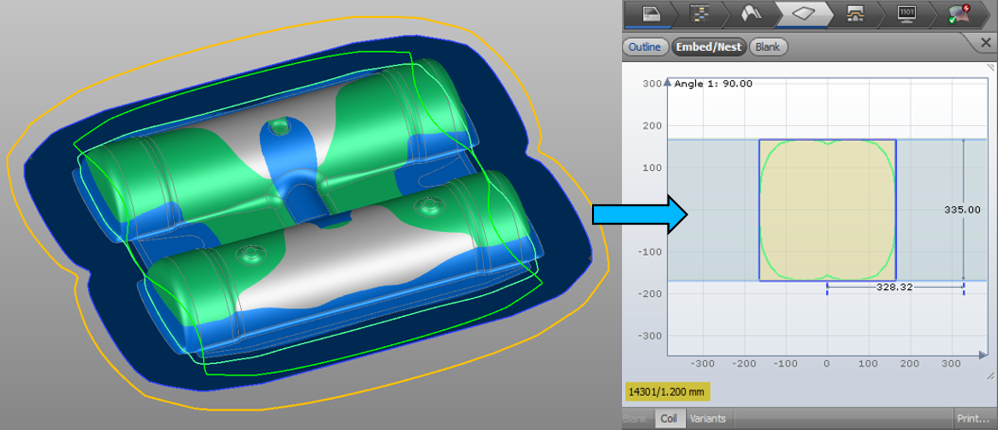 1101
Outline
Embed/Nest
Blank
Angle 1: 90.00
300
200
100
0
-100
-200
-300
335.00
328.32
-300
-200
-100
0
100
200
300
14301/1.200 mm
Blank
Coil
Variants
Print...